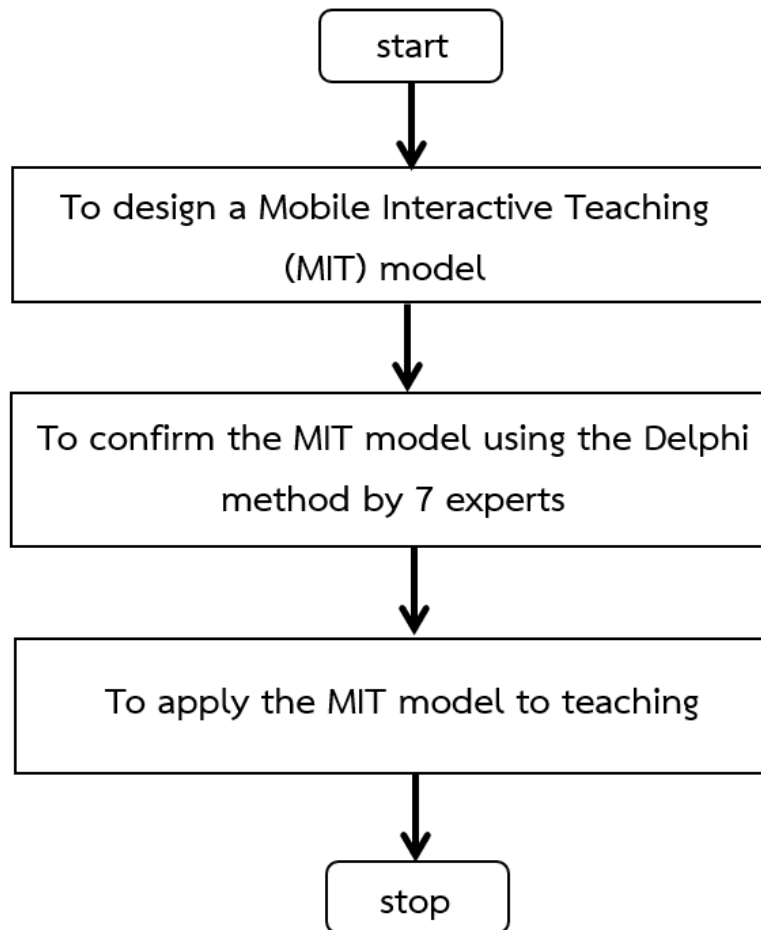 start
To design a Mobile Interactive Teaching
(MIT) model
To confirm the MIT model using the Delphi
method by 7 experts
To apply the MIT model to teaching
stop